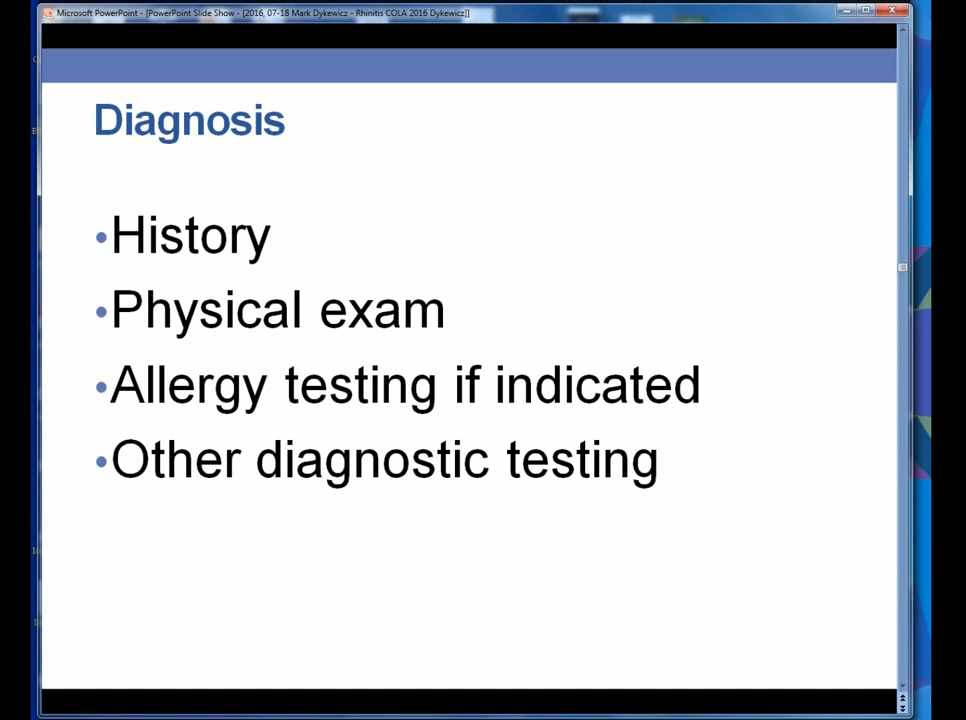 Microsoft PowerPoint - [PowerPoint Slide Show - [2016, 07-18 Mark Dykewicz - Rhinitis COLA 2016 Dykewicz]]
Diagnosis
•History
•Physical exam
•Allergy testing if indicated
•Other diagnostic testing